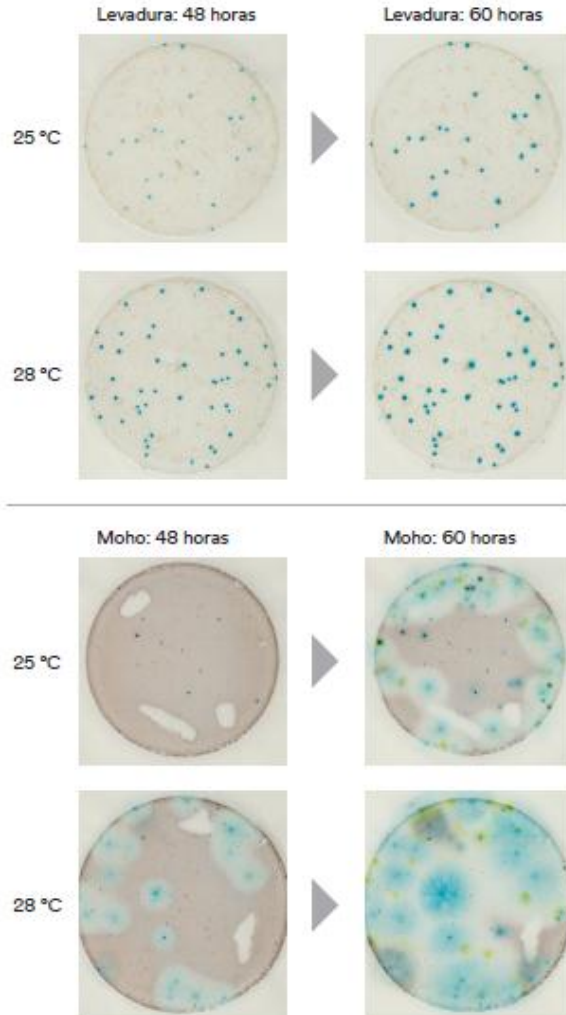 Levadura: 48 horas
Levadura: 60 horas
25 °C
28 °C
Moho: 48 horas
Moho: 60 horas
25 °C
28 °C